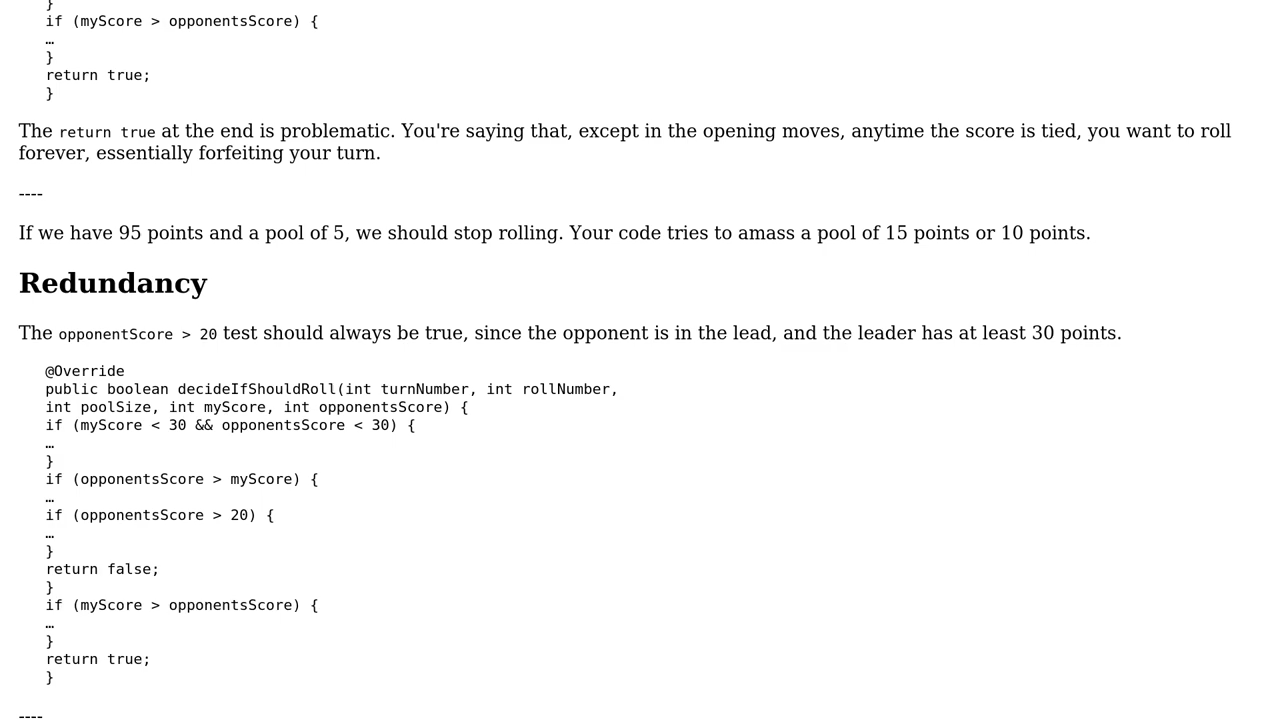 }
if (myScore > opponentsScore) {
…
}
return true;
}
The return true at the end is problematic. You're saying that, except in the opening moves, anytime the score is tied, you want to roll
forever, essentially forfeiting your turn.
----
If we have 95 points and a pool of 5, we should stop rolling. Your code tries to amass a pool of 15 points or 10 points.
Redundancy
The opponentScore > 20 test should always be true, since the opponent is in the lead, and the leader has at least 30 points.
@Override
public boolean decideIfShouldRoll(int turnNumber, int rollNumber,
int poolSize, int myScore, int opponentsScore) {
if (myScore < 30 && opponentsScore < 30) {
…
}
if (opponentsScore > myScore) {
…
if (opponentsScore > 20) {
…
}
return false;
}
if (myScore > opponentsScore) {
…
}
return true;
}
----